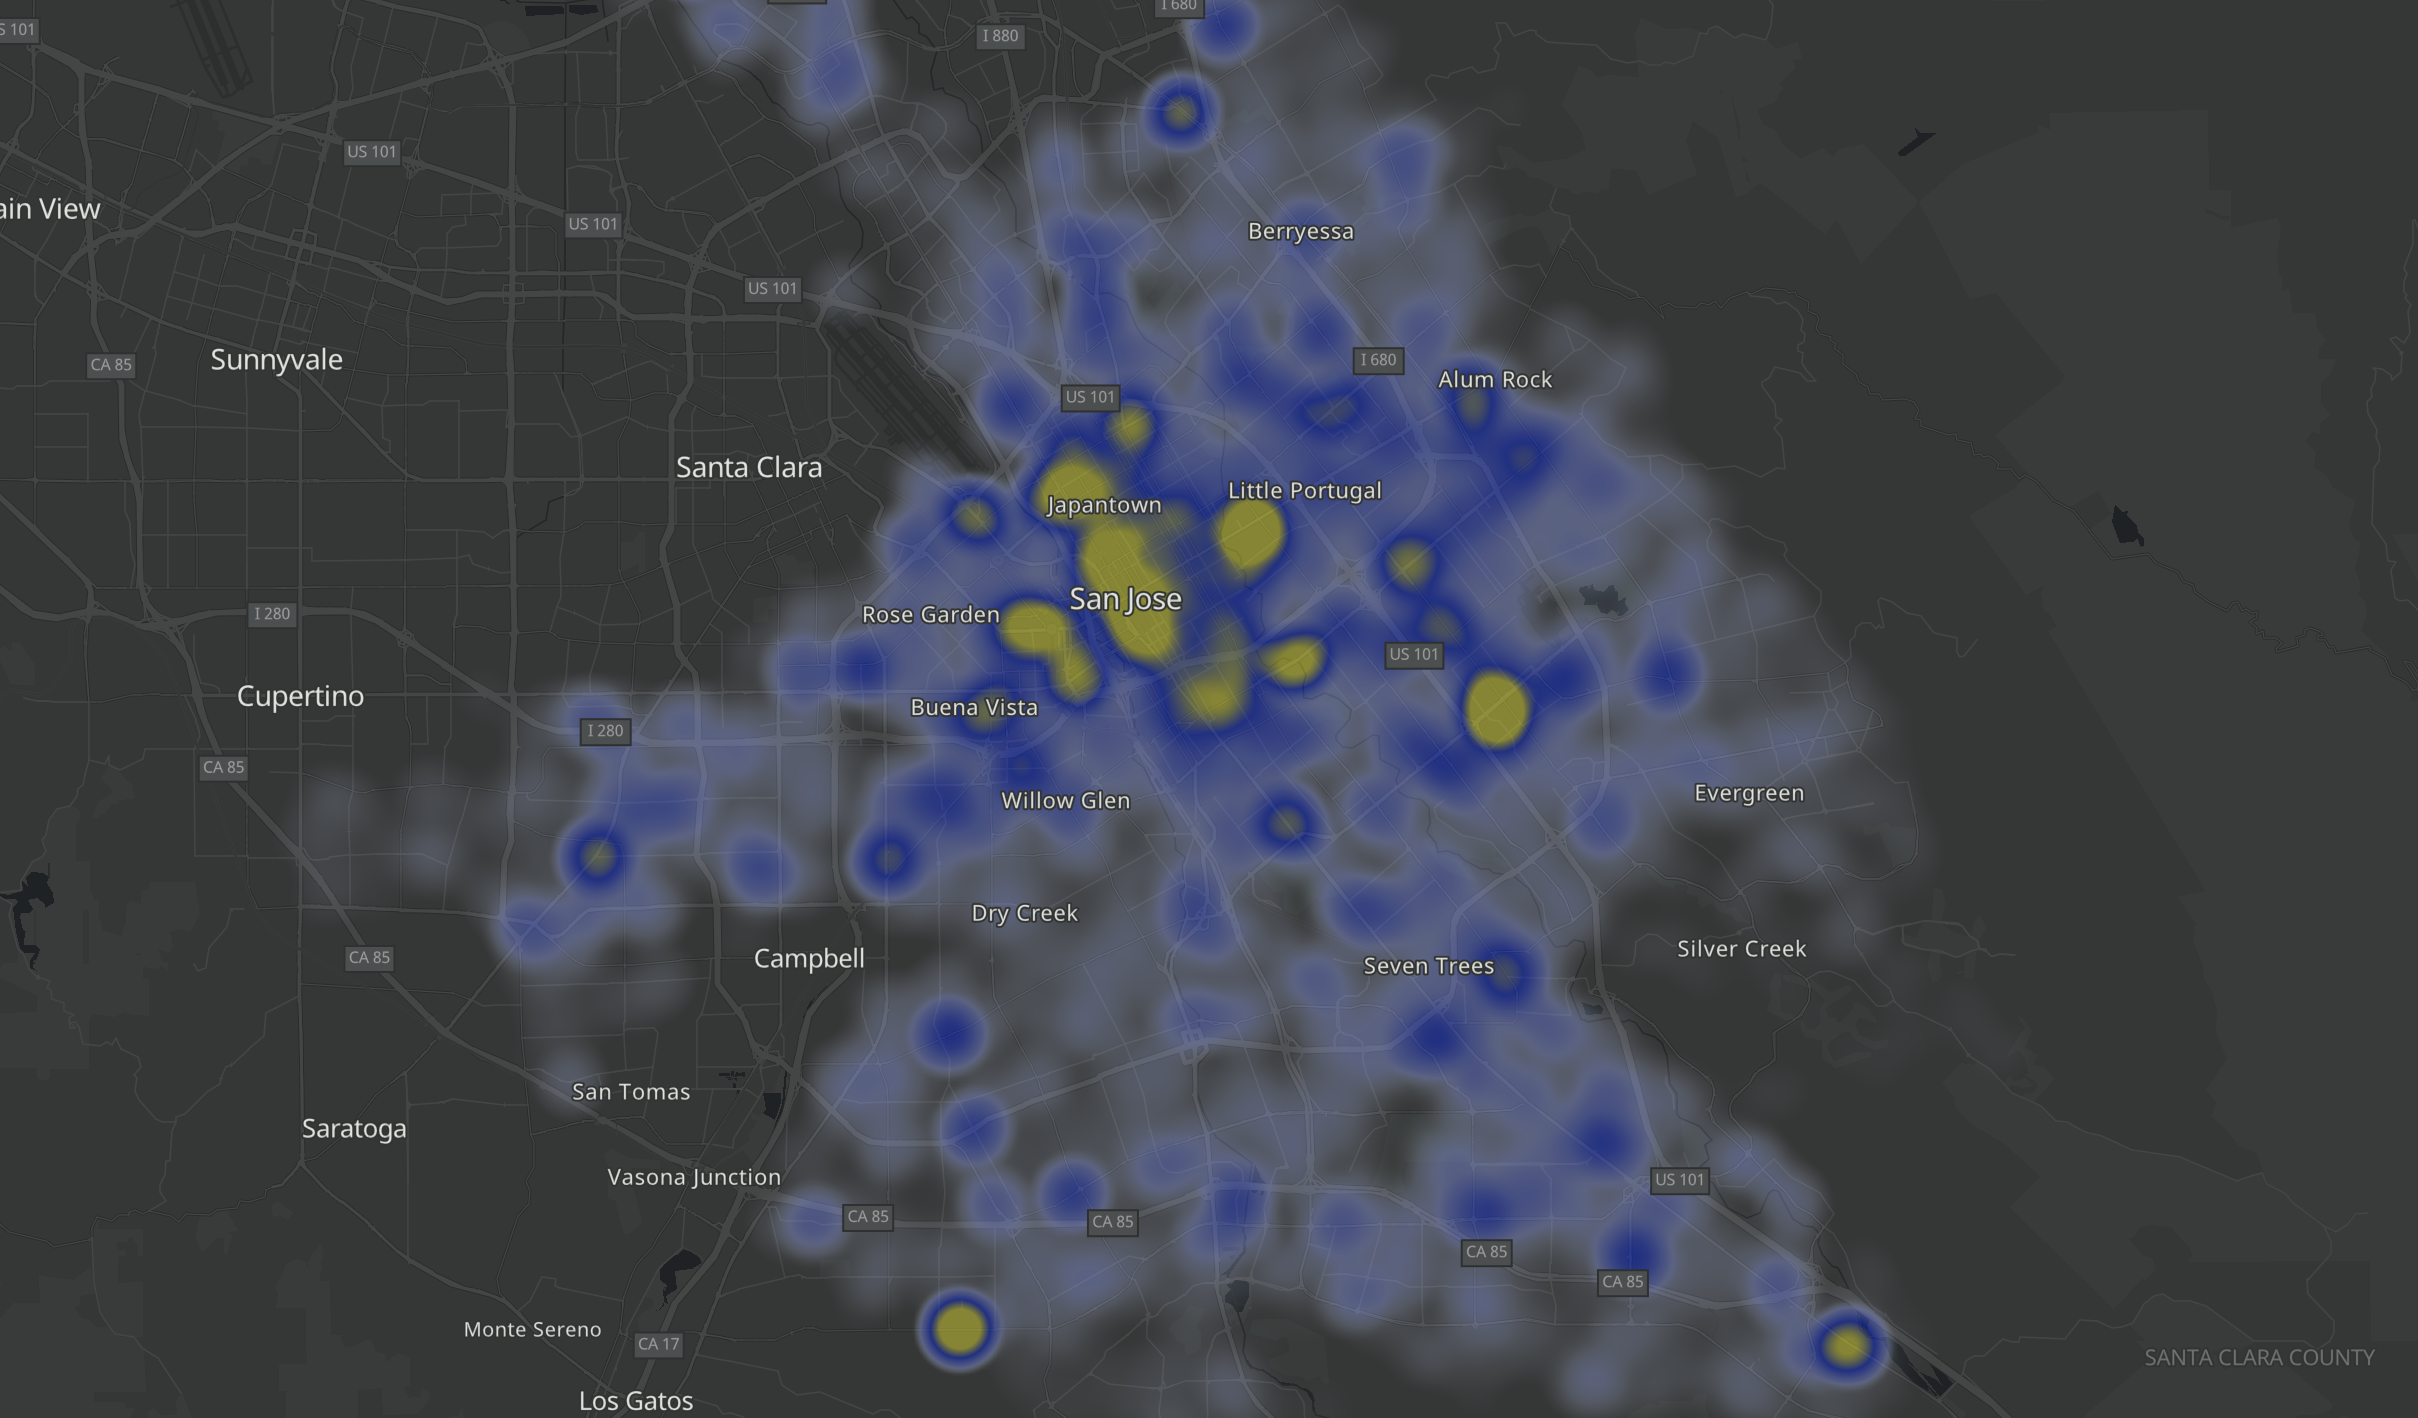 I 680
S 101
I 880
US 101
ain View
US 101
Berryessa
US 101
Sunnyvale
CA 85
I 680
Alum Rock
US 101
Santa Clara
Little Portugal
Japantown
San Jose
I 280
Rose Garden
US 101
Cupertino
Buena Vista
I 280
CA 85
Evergreen
Willow Glen
Dry Creek
Silver Creek
CA 85
Campbell
Seven Trees
San Tomas
Saratoga
Vasona Junction
US 101
CA 85
CA 85
CA 85
CA 85
Monte Sereno
CA 17
SANTA CLARA COUNTY
Los Gatos